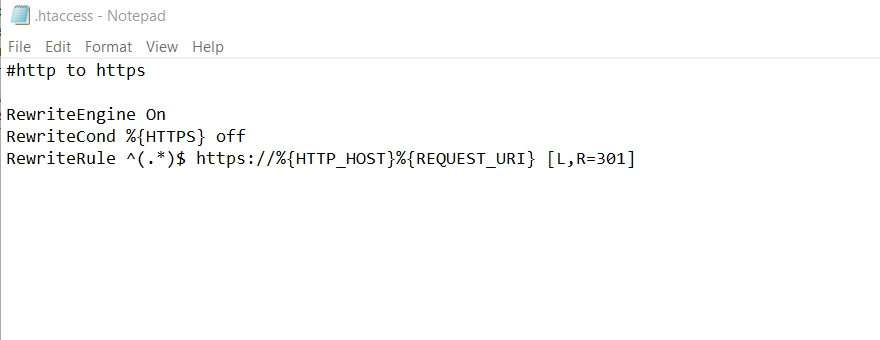 .htaccess - Notepad
File Edit Format View Help
#http to https
RewriteEngine On
RewriteCond %{HTTPS} off
RewriteRule ^(.*)$ https://%{HTTP_HOST}%{REQUEST_URI} [L,R=301]